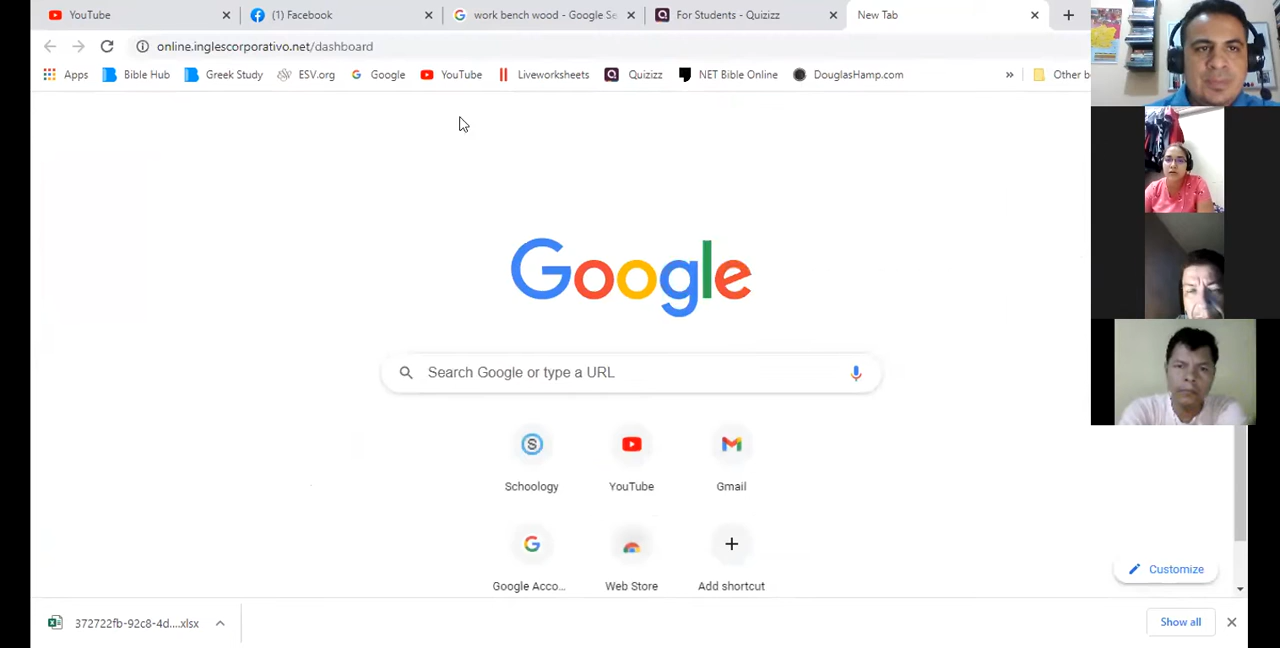 YouTube
(1) Facebook
work bench wood - Google Se
For Students - Quizizz
New Tab
online.inglescorporativo.net/dashboard
Apps
Bible Hub
Greek Study
ESV.org
Google
YouTube
Liveworksheets
Quizizz
NET Bible Online
DouglasHamp.com
»
Other b
Google
Search Google or type a URL
Schoology
YouTube
Gmail
Google Acco...
Web Store
Add shortcut
Customize
372722fb-92c8-4d....xlsx
Show all